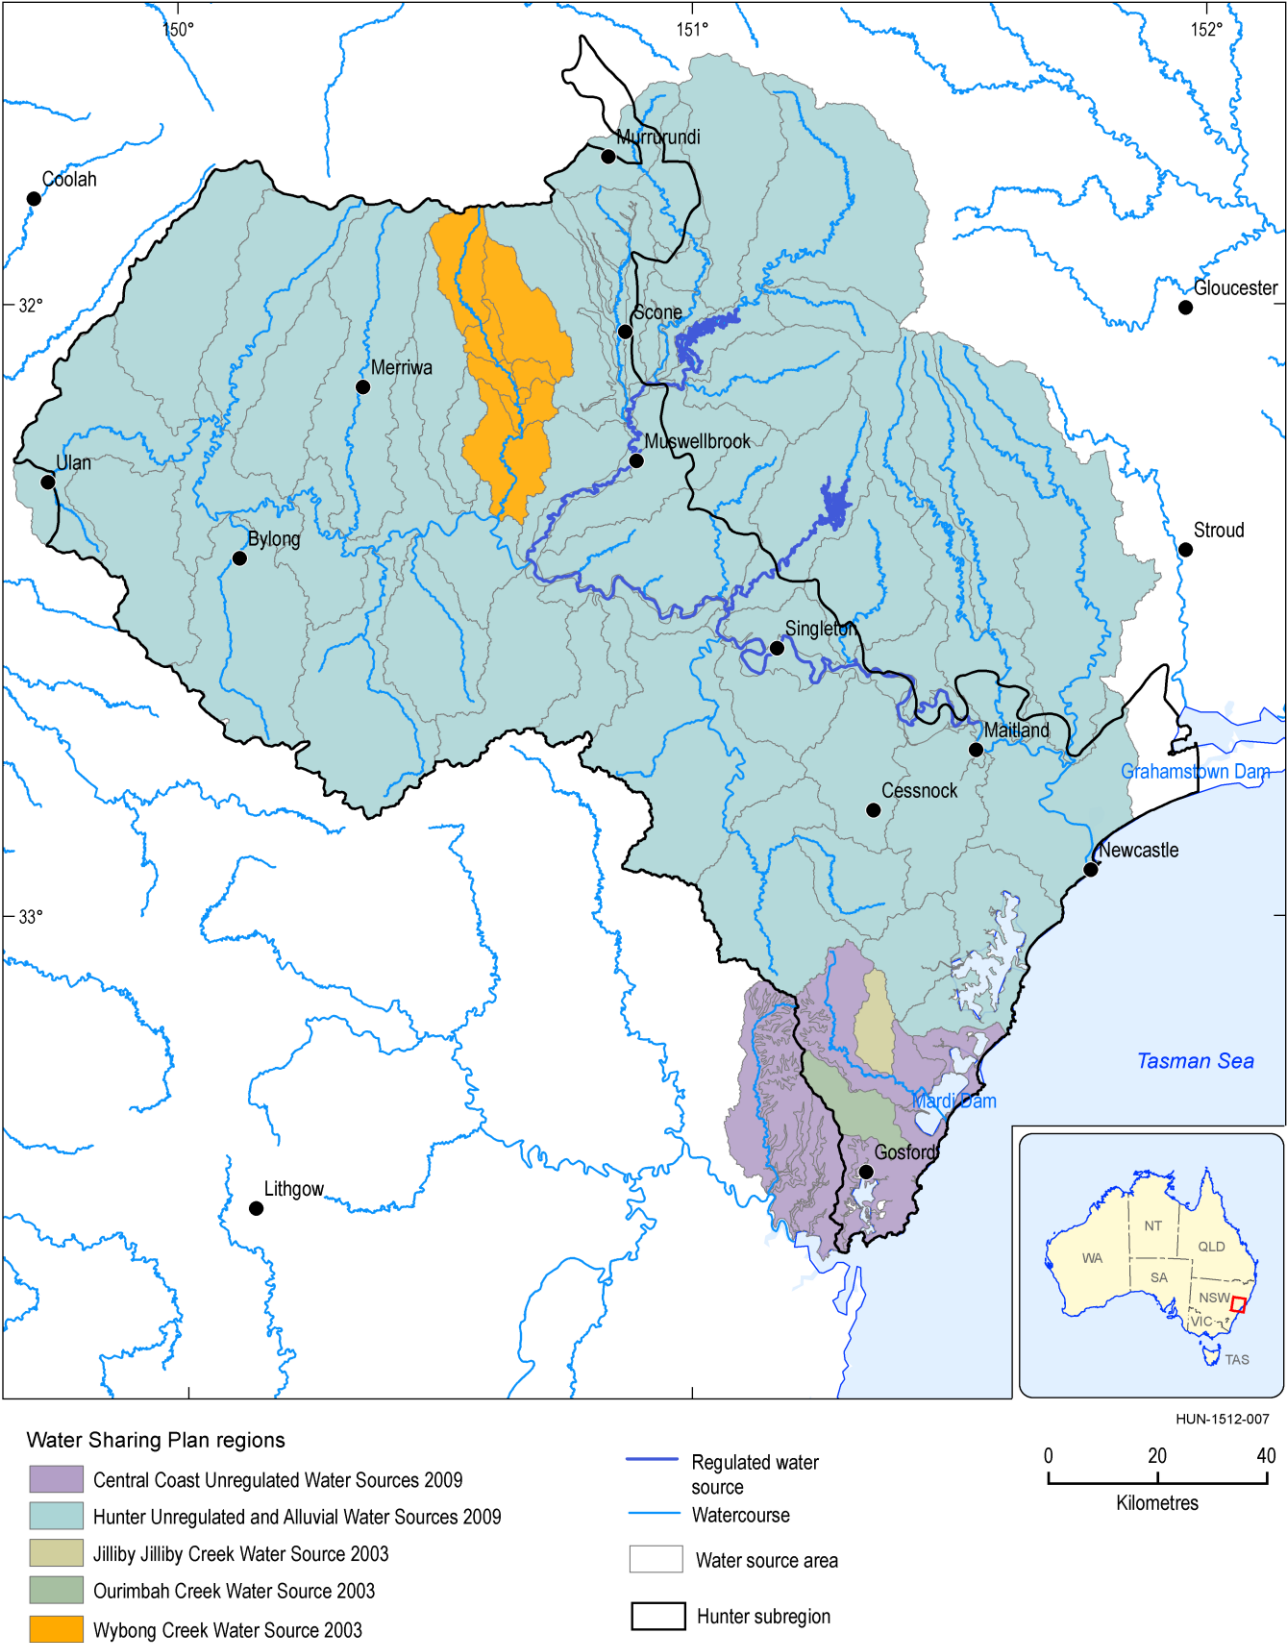 150°
151°
152°
Murrurundi
Coolah
Gloucester
32°
Scone
Merriwa
Muswellbrook
Ulan
Stroud
Bylong
Singleton
Maitland
Grahamstown Dam
Cessnock
Newcastle
33°
Tasman Sea
Mardi Dam
Gosford
Lithgow
NT
QLD
WA
SA
NSW
VIC
TAS
HUN-1512-007
Water Sharing Plan regions
Central Coast Unregulated Water Sources 2009
Hunter Unregulated and Alluvial Water Sources 2009
Jilliby Jilliby Creek Water Source 2003
Ourimbah Creek Water Source 2003
Wybong Creek Water Source 2003
Regulated water
source
Watercourse
Water source area
Hunter subregion
0 20 40
Kilometres